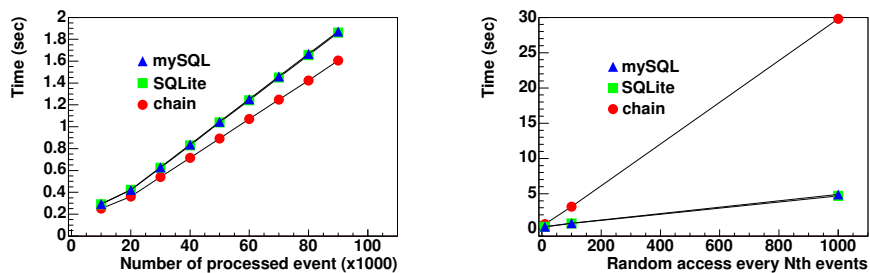 Time (sec)
2
1.8
1.6
1.4
1.2
1
0.8
0.6
0.4
0.2
0 20 40 60 80 100
mySQL
SQLite
chain
Number of processed event (x1000)
Time (sec)
30
25
20
15
10
5
0
0 200 400 600 800 1000
mySQL
SQLite
chain
Random access every Nth events